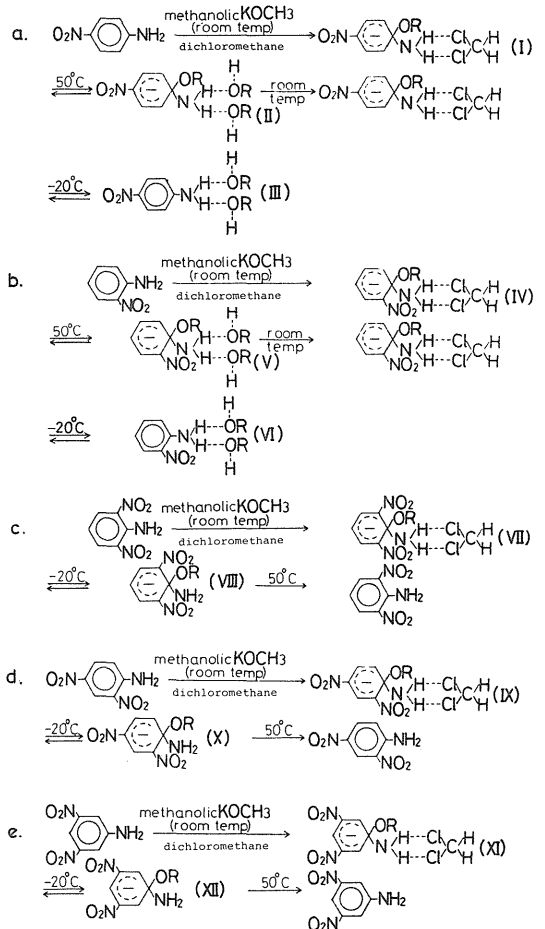 a. O2N NH2 methanolicKOCH3 (room temp) dichloromethane O2N OR N H---Cl H H---Cl C H (I)
50°C O2N OR N H---OR H H---OR H (II) room temp O2N OR N H---Cl H H---Cl C H
-20°C O2N N H---OR H H---OR H (III)
b. NH2 NO2 methanolicKOCH3 (room temp) dichloromethane OR N NO2 H---Cl H H---Cl C H (IV)
50°C OR N NO2 H---OR H H---OR H (V) room temp OR N NO2 H---Cl H H---Cl C H
-20°C N NO2 H---OR H H---OR H (VI)
c. NO2 NH2 NO2 methanolicKOCH3 (room temp) dichloromethane NO2 OR N NO2 H---Cl H H---Cl C H (VII)
-20°C NO2 OR NH2 NO2 (VIII) 50°C NO2 NH2 NO2
d. O2N NH2 NO2 methanolicKOCH3 (room temp) dichloromethane O2N OR N NO2 H---Cl H H---Cl C H (IX)
-20°C O2N OR NH2 NO2 (X) 50°C O2N NH2 NO2
e. O2N NH2 O2N methanolicKOCH3 (room temp) dichloromethane O2N OR N O2N H---Cl H H---Cl C H (XI)
-20°C O2N OR NH2 O2N (XII) 50°C O2N NH2 O2N